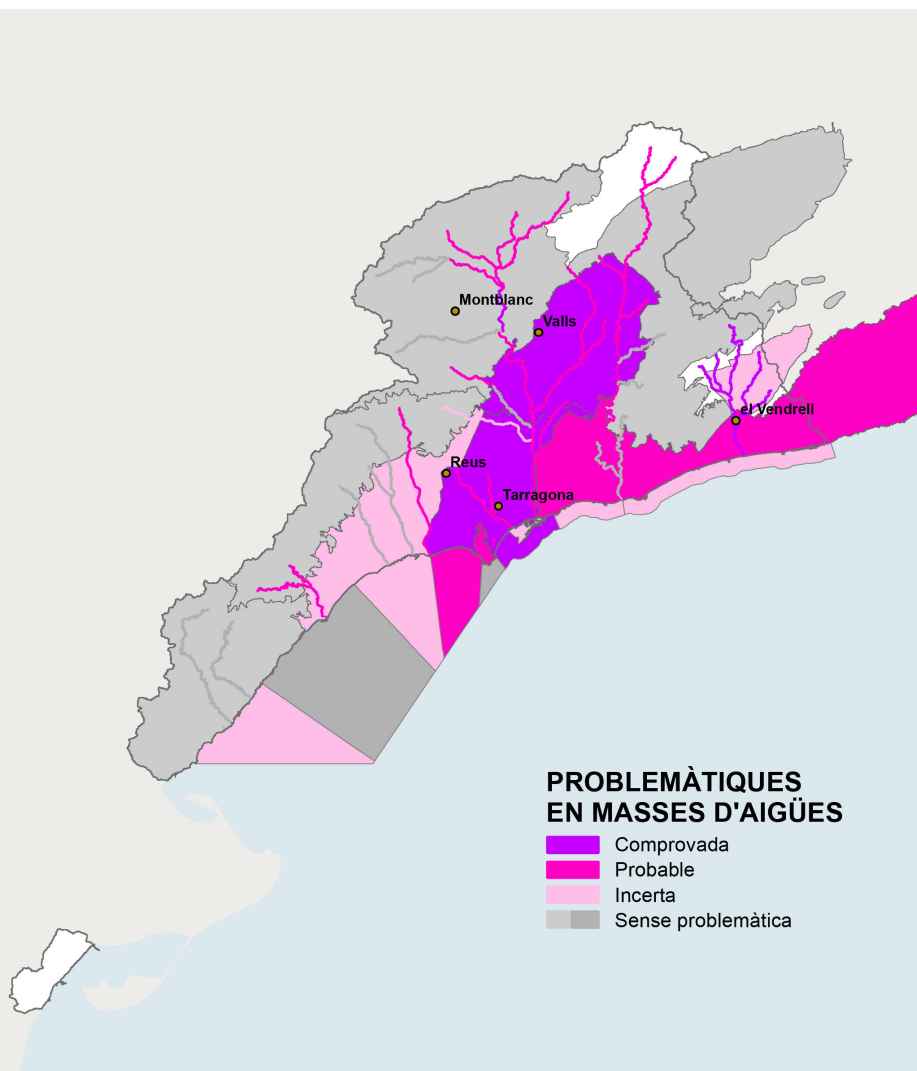 Montblanc
Valls
el Vendrell
Reus
Tarragona
PROBLEMÀTIQUES
EN MASSES D'AIGÜES
Comprovada
Probable
Incerta
Sense problemàtica